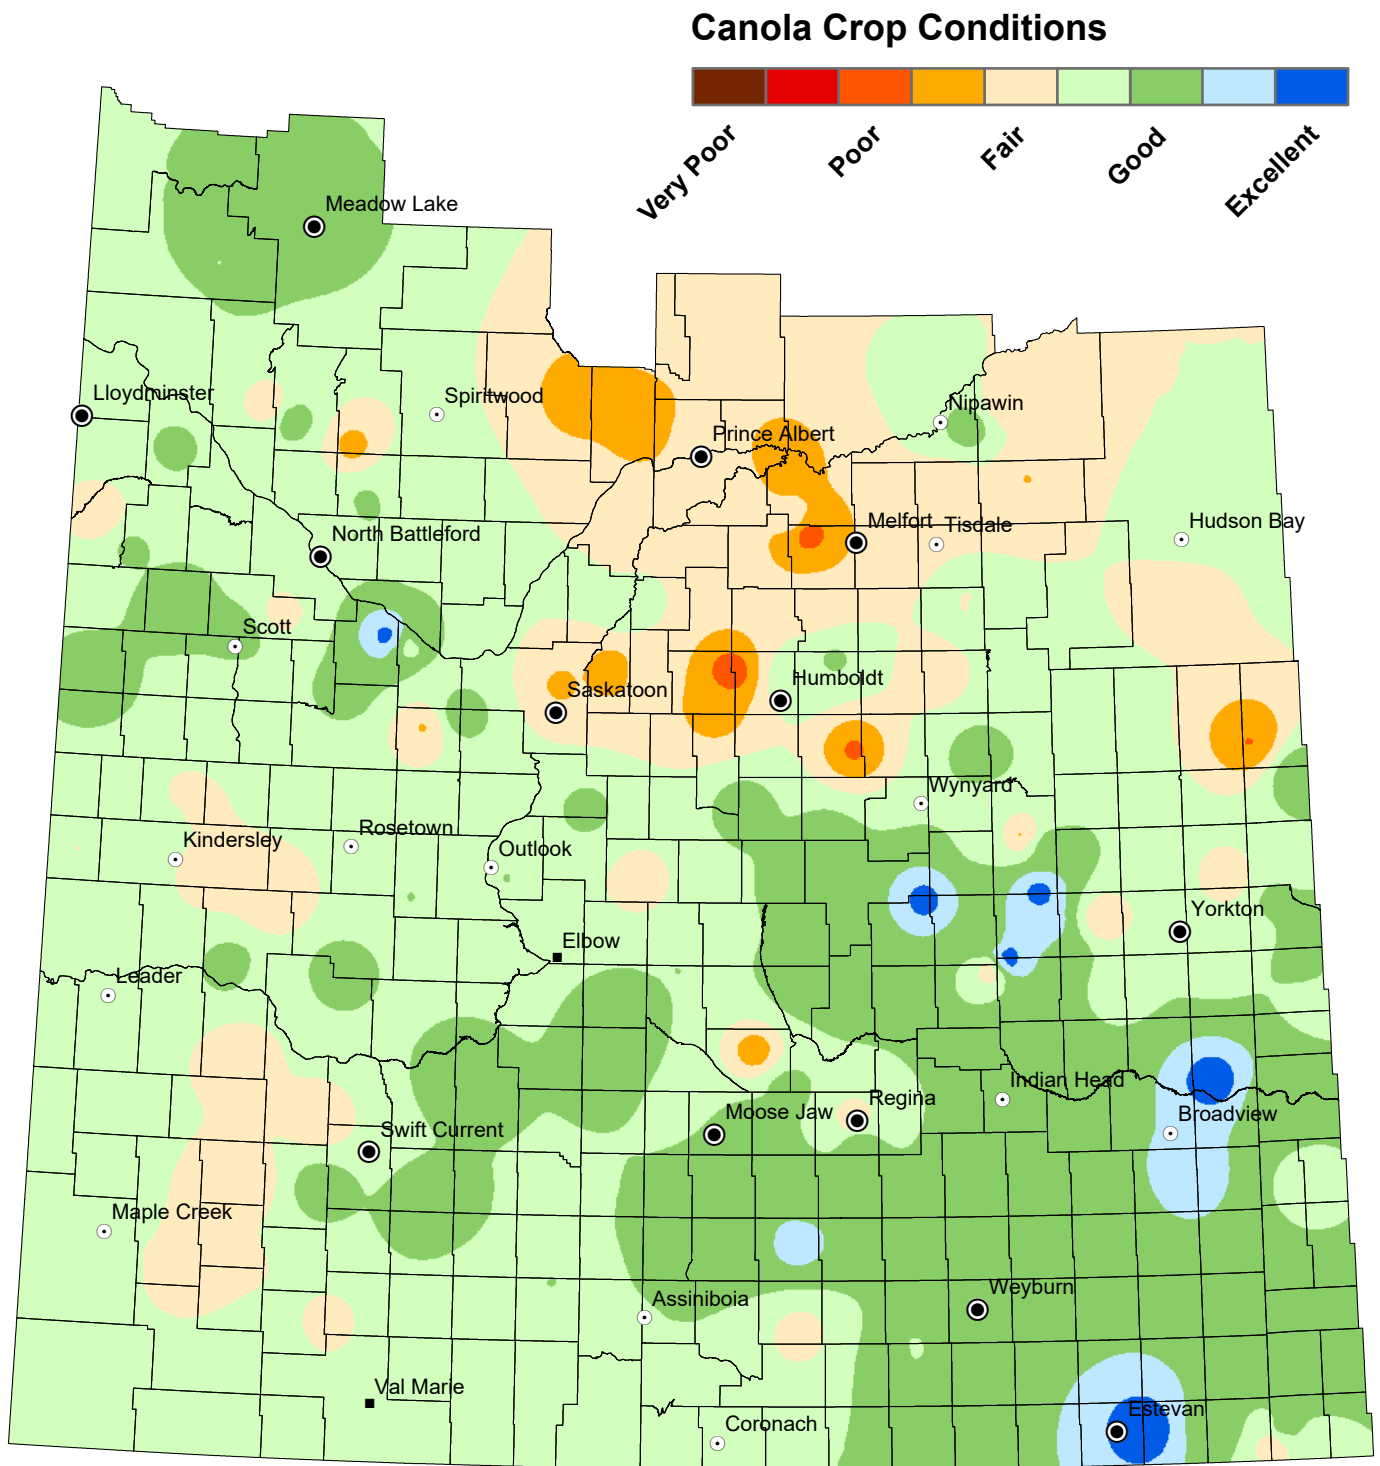 Canola Crop Conditions
Very Poor
Poor
Fair
Good
Excellent
Meadow Lake
Lloydminster
Spiritwood
Nipawin
Prince Albert
Melfort
Tisdale
Hudson Bay
North Battleford
Scott
Humboldt
Saskatoon
Wynyard
Rosetown
Kindersley
Outlook
Yorkton
Elbow
Leader
Indian Head
Regina
Moose Jaw
Broadview
Swift Current
Maple Creek
Weyburn
Assiniboia
Val Marie
Estevan
Coronach